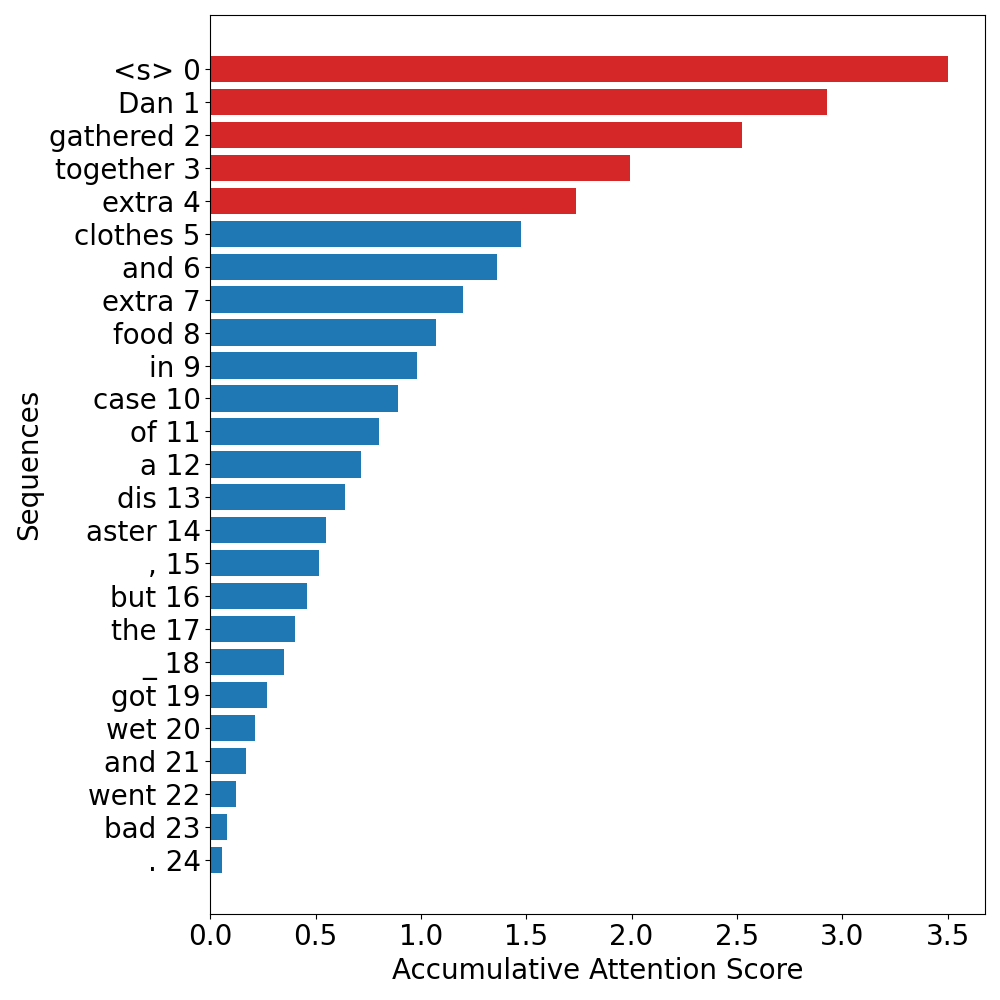 <s> 0
Dan 1
gathered 2
together 3
extra 4
clothes 5
and 6
extra 7
food 8
in 9
case 10
of 11
a 12
dis 13
aster 14
, 15
but 16
the 17
_ 18
got 19
wet 20
and 21
went 22
bad 23
. 24
Sequences
0.0 0.5 1.0 1.5 2.0 2.5 3.0 3.5
Accumulative Attention Score